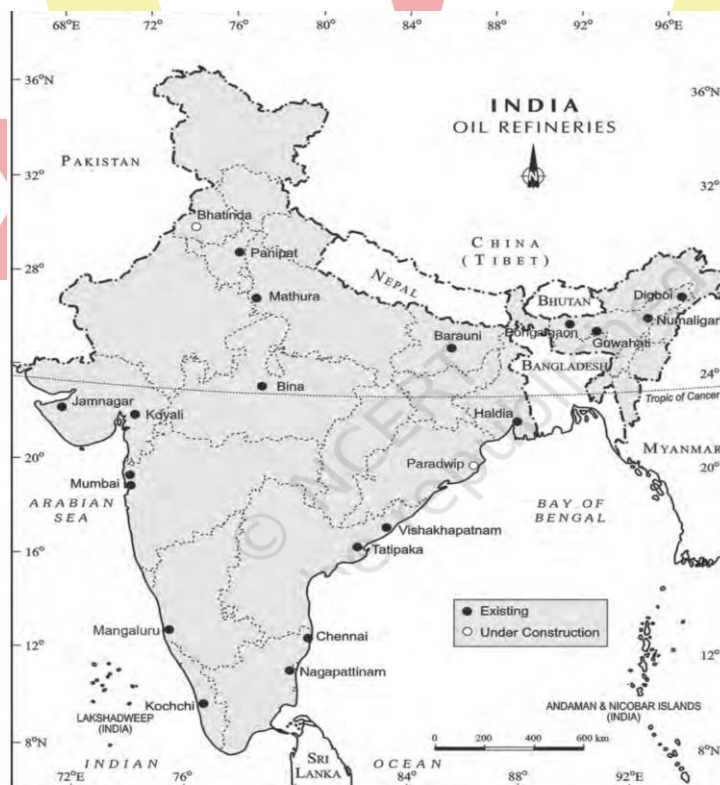 68°E
72°
76°
80°
84°
88°
92°
96°E
36°N
36°N
INDIA
OIL REFINERIES
N
PAKISTAN
32°
32°
Bhatinda
CHINA
(TIBET)
Panipat
28°
28°
NEPAL
Mathura
BHUTAN
Digboi
Numaligarh
Bongaigaon
Guwahati
Barauni
BANGLADESH
24°
Bina
Tropic of Cancer
Jamnagar
Koyali
Haldia
MYANMAR
20°
20°
Paradwip
Mumbai
ARABIAN
SEA
BAY OF
BENGAL
Vishakhapatnam
Tatipaka
16°
© NCERT
Existing
Under Construction
Mangaluru
Chennai
12°
12°
Nagapattinam
Kochchi
LAKSHADWEEP
(INDIA)
ANDAMAN & NICOBAR ISLANDS
(INDIA)
0 200 400 600 km
8°N
8°N
INDIAN
SRI
LANKA
OCEAN
72°E
76°
84°
88°
92°E